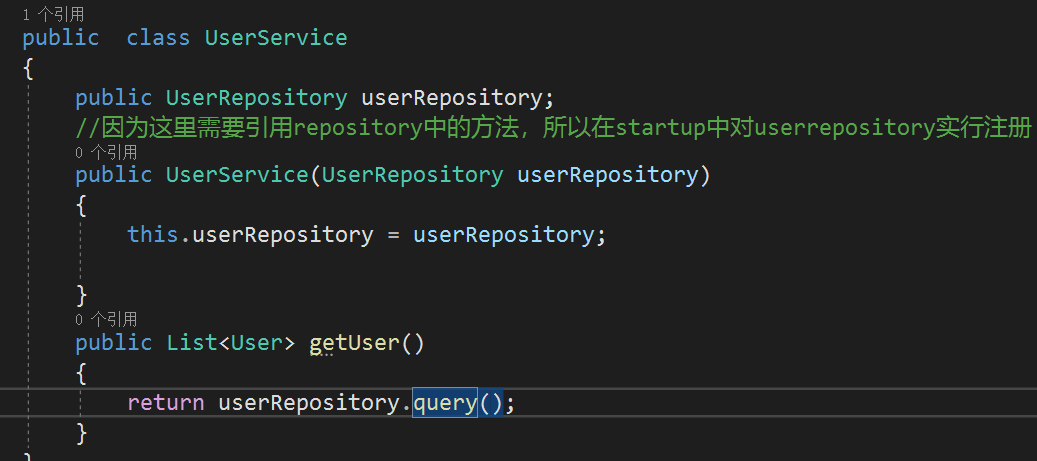 1 个引用
public  class UserService
{
public UserRepository userRepository;
//因为这里需要引用repository中的方法，所以在startup中对userrepository实行注册
0 个引用
public UserService(UserRepository userRepository)
{
this.userRepository = userRepository;
}
0 个引用
public List<User> getUser()
{
return userRepository.query();
}
}